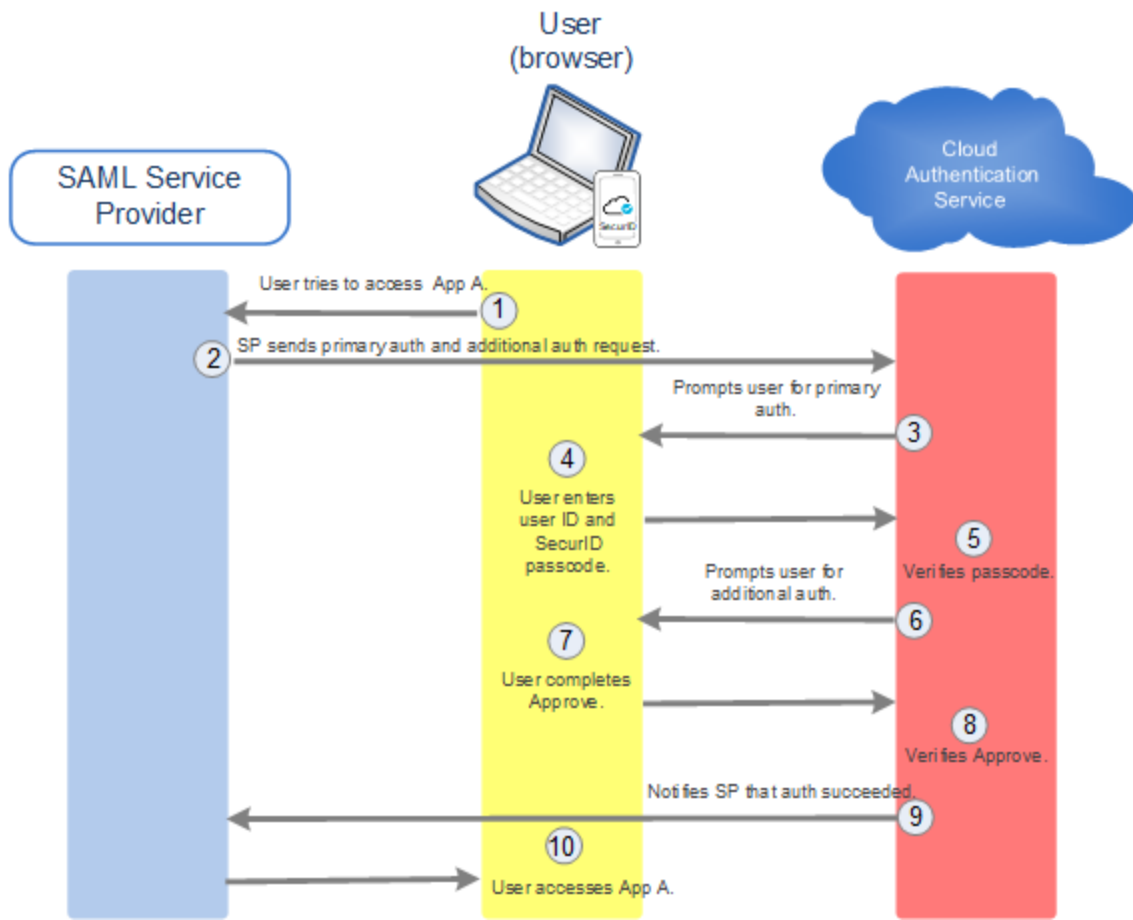 User
(browser)
SAML Service
Provider
SecurID
Cloud
Authentication
Service
User tries to access App A.
1
2
SP sends primary auth and additional auth request.
Prompts user for primary
auth.
3
4
User enters
user ID and
SecurID
passcode.
5
Verifies passcode.
Prompts user for
additional auth.
6
7
User completes
Approve.
8
Verifies Approve.
Notifies SP that auth succeeded.
9
10
User accesses App A.